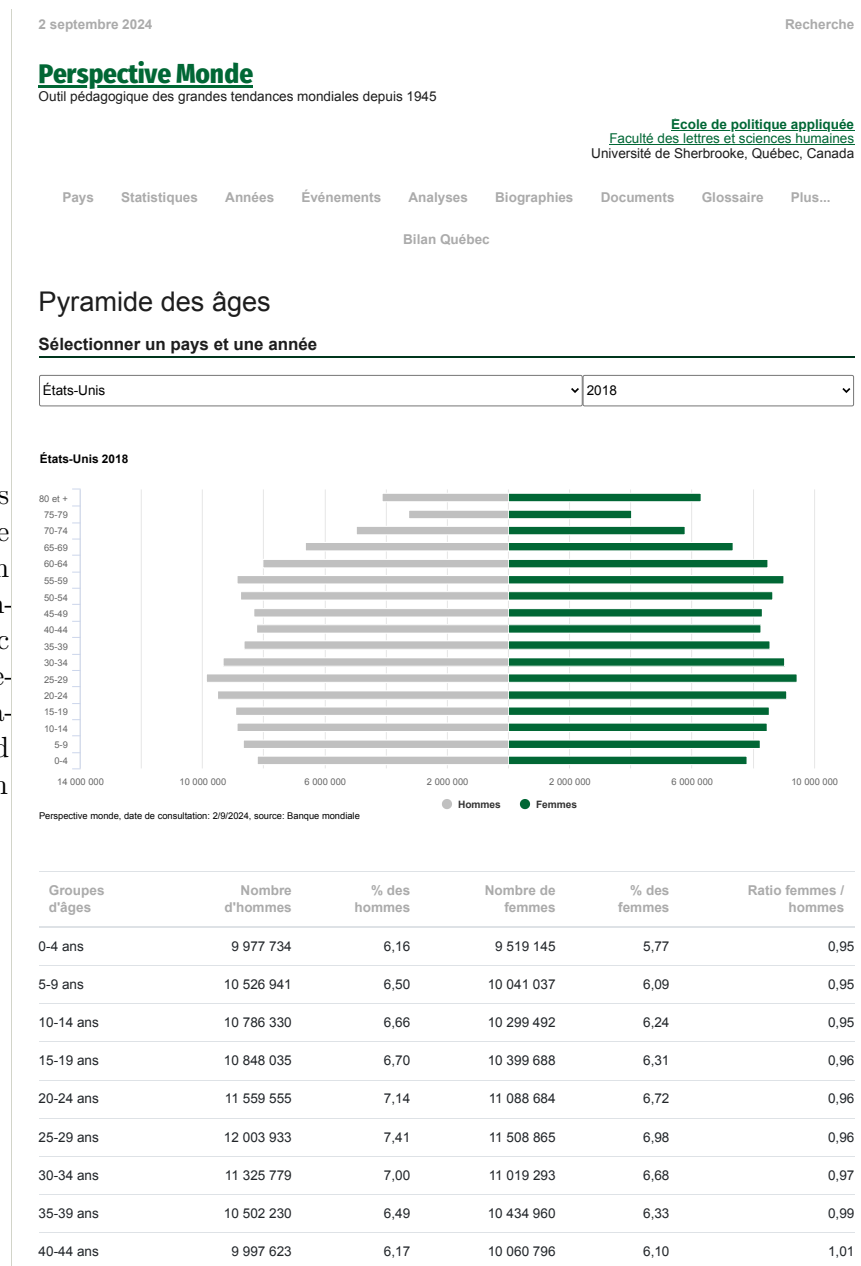 2 septembre 2024 Recherche
Perspective Monde
Outil pédagogique des grandes tendances mondiales depuis 1945
École de politique appliquée
Faculté des lettres et sciences humaines
Université de Sherbrooke, Québec, Canada
Pays Statistiques Années Événements Analyses Biographies Documents Glossaire Plus...
Bilan Québec
Pyramide des âges
Sélectionner un pays et une année
États-Unis 2018
États-Unis 2018
80 et +
75-79
70-74
65-69
60-64
55-59
50-54
45-49
40-44
35-39
30-34
25-29
20-24
15-19
10-14
5-9
0-4
14 000 000 10 000 000 6 000 000 2 000 000 2 000 000 6 000 000 10 000 000
Hommes Femmes
Perspective monde, date de consultation: 2/9/2024, source: Banque mondiale
Groupes d'âges Nombre d'hommes % des hommes Nombre de femmes % des femmes Ratio femmes / hommes
0-4 ans 9 977 734 6,16 9 519 145 5,77 0,95
5-9 ans 10 526 941 6,50 10 041 037 6,09 0,95
10-14 ans 10 786 330 6,66 10 299 492 6,24 0,95
15-19 ans 10 848 035 6,70 10 399 688 6,31 0,96
20-24 ans 11 559 555 7,14 11 088 684 6,72 0,96
25-29 ans 12 003 933 7,41 11 508 865 6,98 0,96
30-34 ans 11 325 779 7,00 11 019 293 6,68 0,97
35-39 ans 10 502 230 6,49 10 434 960 6,33 0,99
40-44 ans 9 997 623 6,17 10 060 796 6,10 1,01